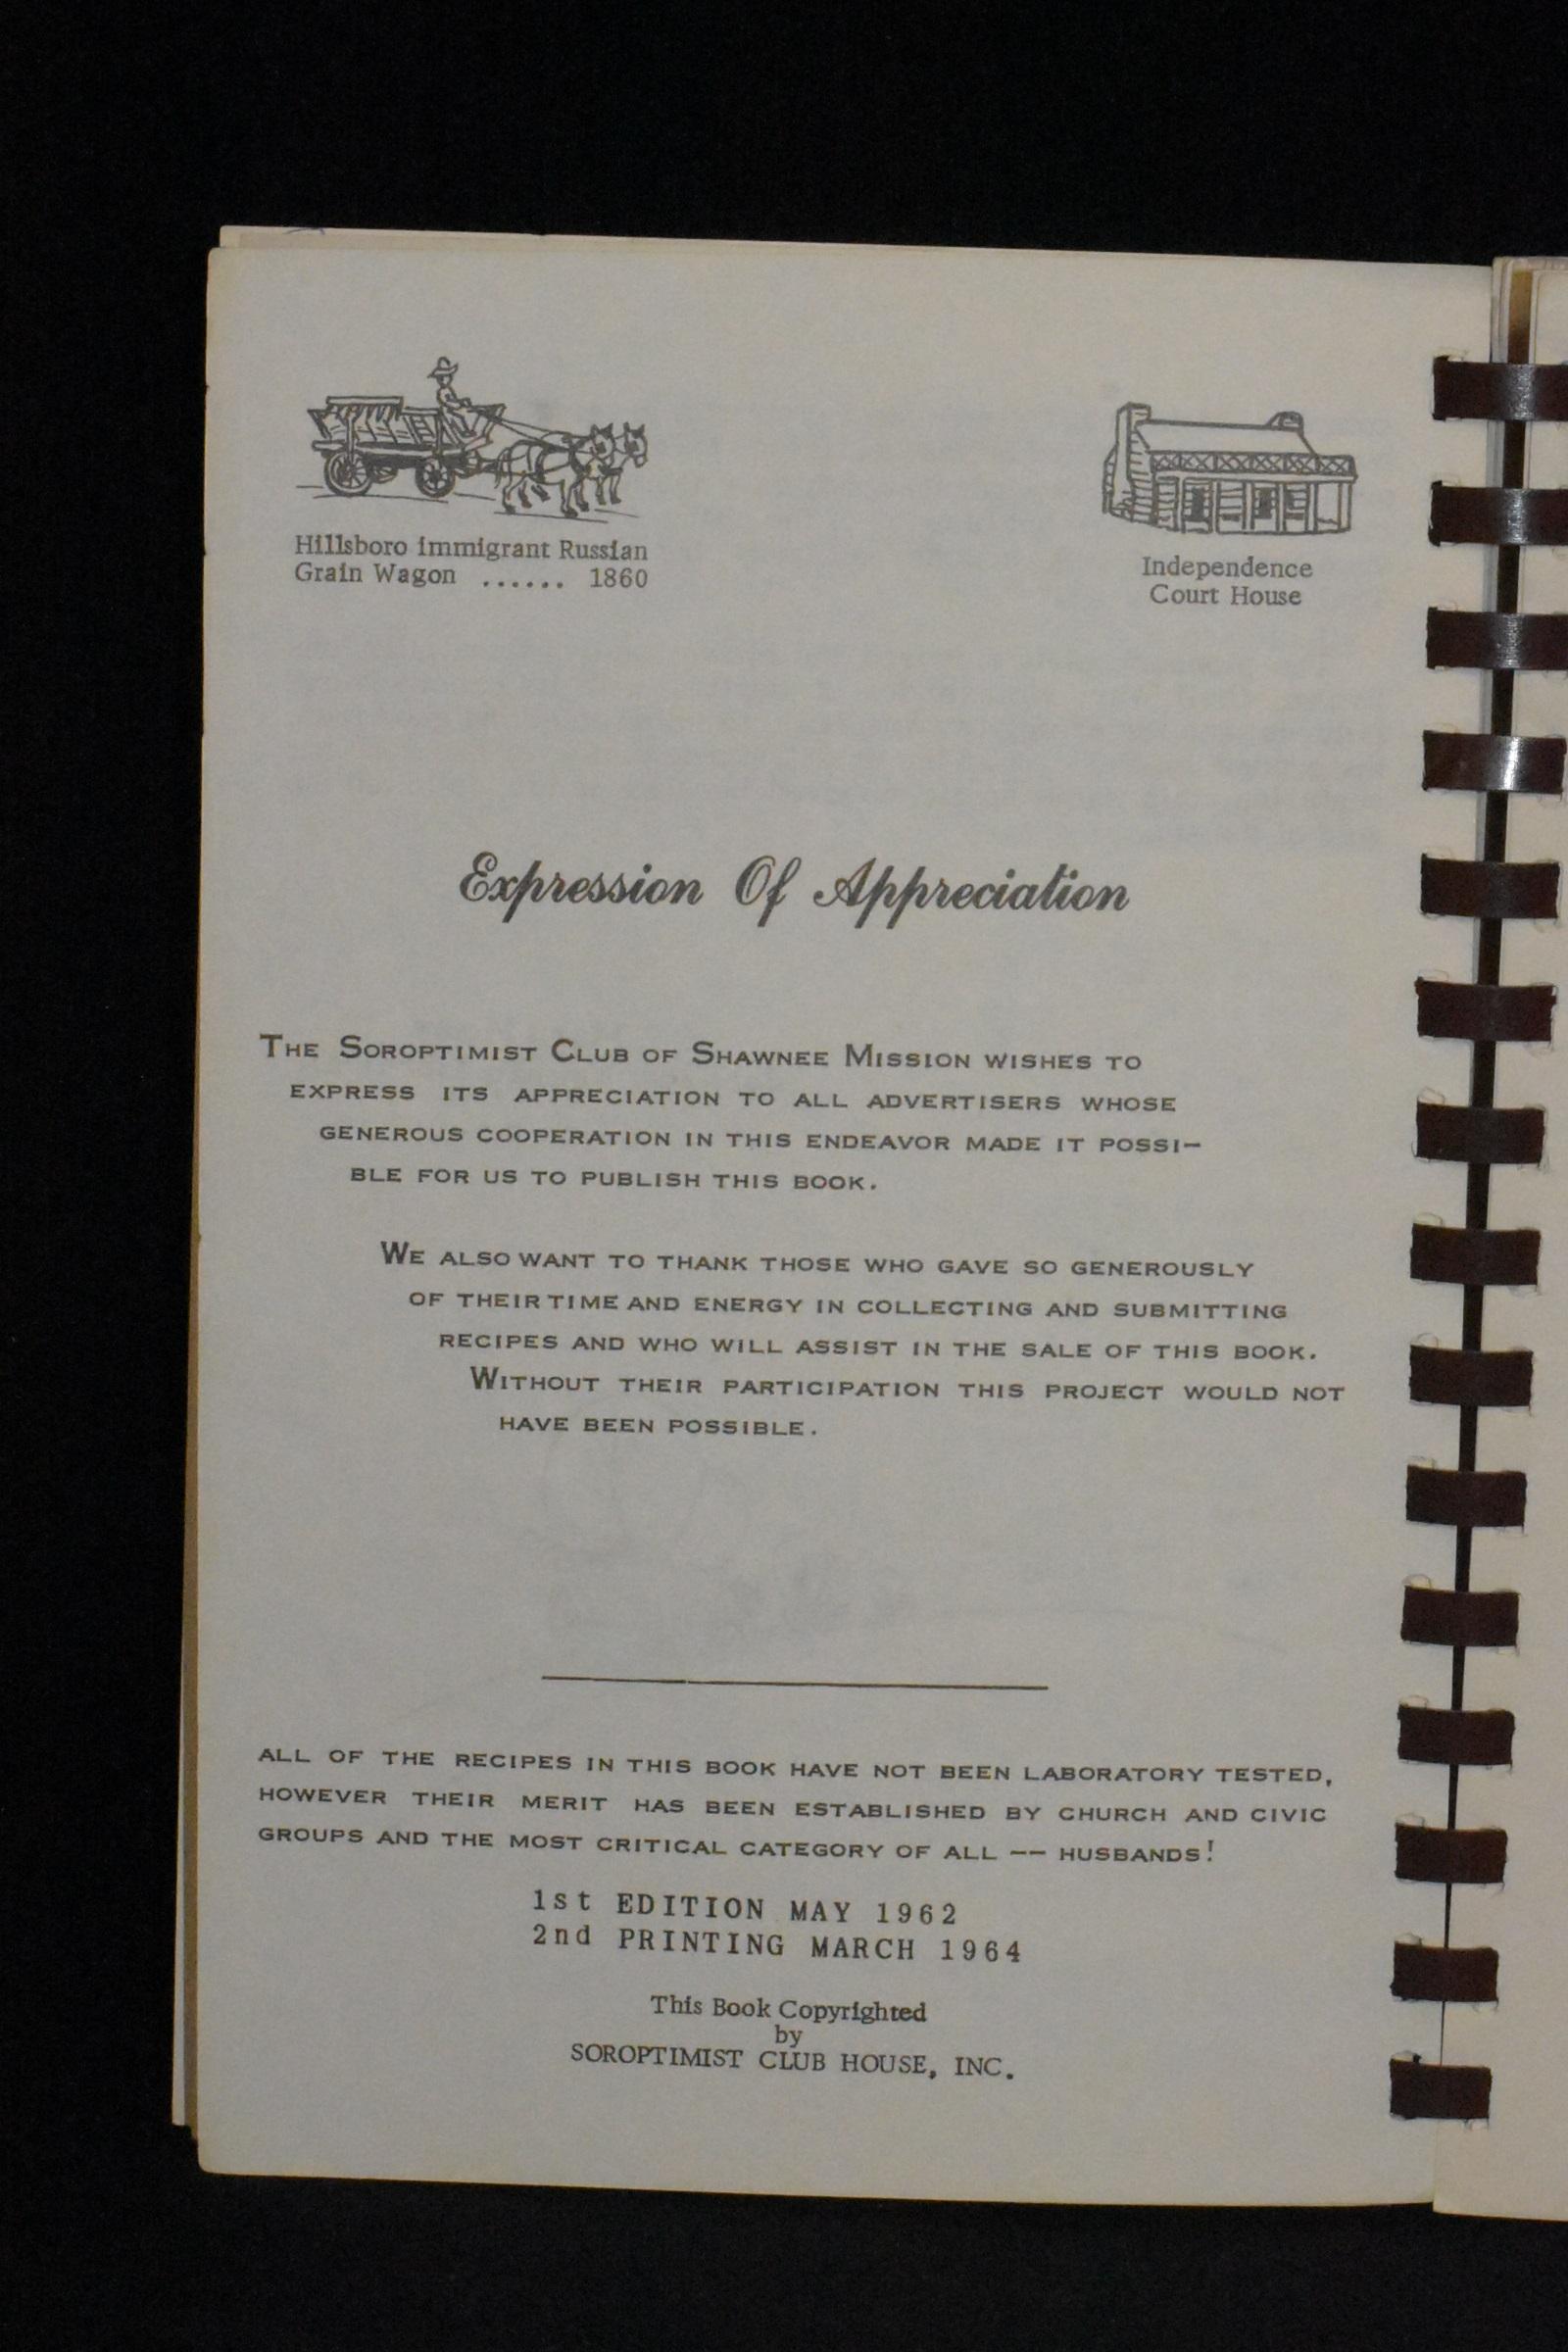 Hillsboro immigrant Russian
Grain Wagon ...... 1860
Independence
Court House
Expression Of Appreciation
THE SOROPTIMIST CLUB OF SHAWNEE MISSION WISHES TO
EXPRESS ITS APPRECIATION TO ALL ADVERTISERS WHOSE
GENEROUS COOPERATION IN THIS ENDEAVOR MADE IT POSSI-
BLE FOR US TO PUBLISH THIS BOOK.
WE ALSO WANT TO THANK THOSE WHO GAVE SO GENEROUSLY
OF THEIR TIME AND ENERGY IN COLLECTING AND SUBMITTING
RECIPES AND WHO WILL ASSIST IN THE SALE OF THIS BOOK.
WITHOUT THEIR PARTICIPATION THIS PROJECT WOULD NOT
HAVE BEEN POSSIBLE.
ALL OF THE RECIPES IN THIS BOOK HAVE NOT BEEN LABORATORY TESTED,
HOWEVER THEIR MERIT HAS BEEN ESTABLISHED BY CHURCH AND CIVIC
GROUPS AND THE MOST CRITICAL CATEGORY OF ALL -- HUSBANDS!
1st EDITION MAY 1962
2nd PRINTING MARCH 1964
This Book Copyrighted
by
SOROPTIMIST CLUB HOUSE, INC.